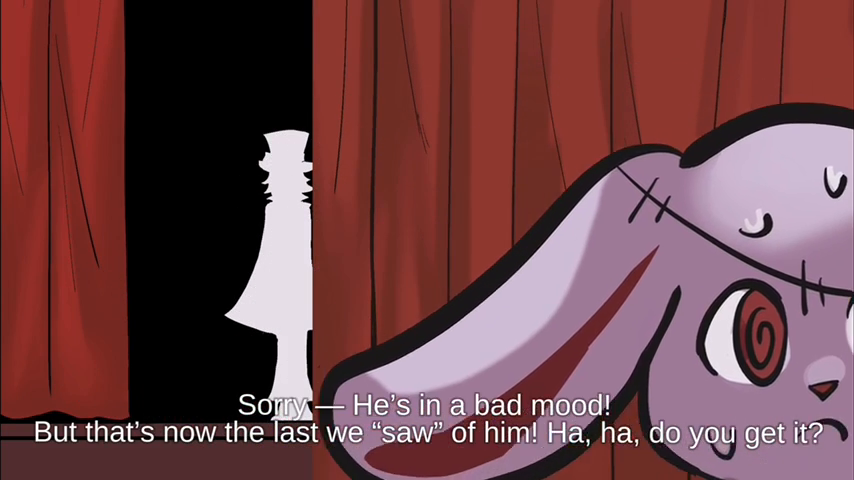 Sorry — He’s in a bad mood!
But that’s now the last we “saw” of him! Ha, ha, do you get it?